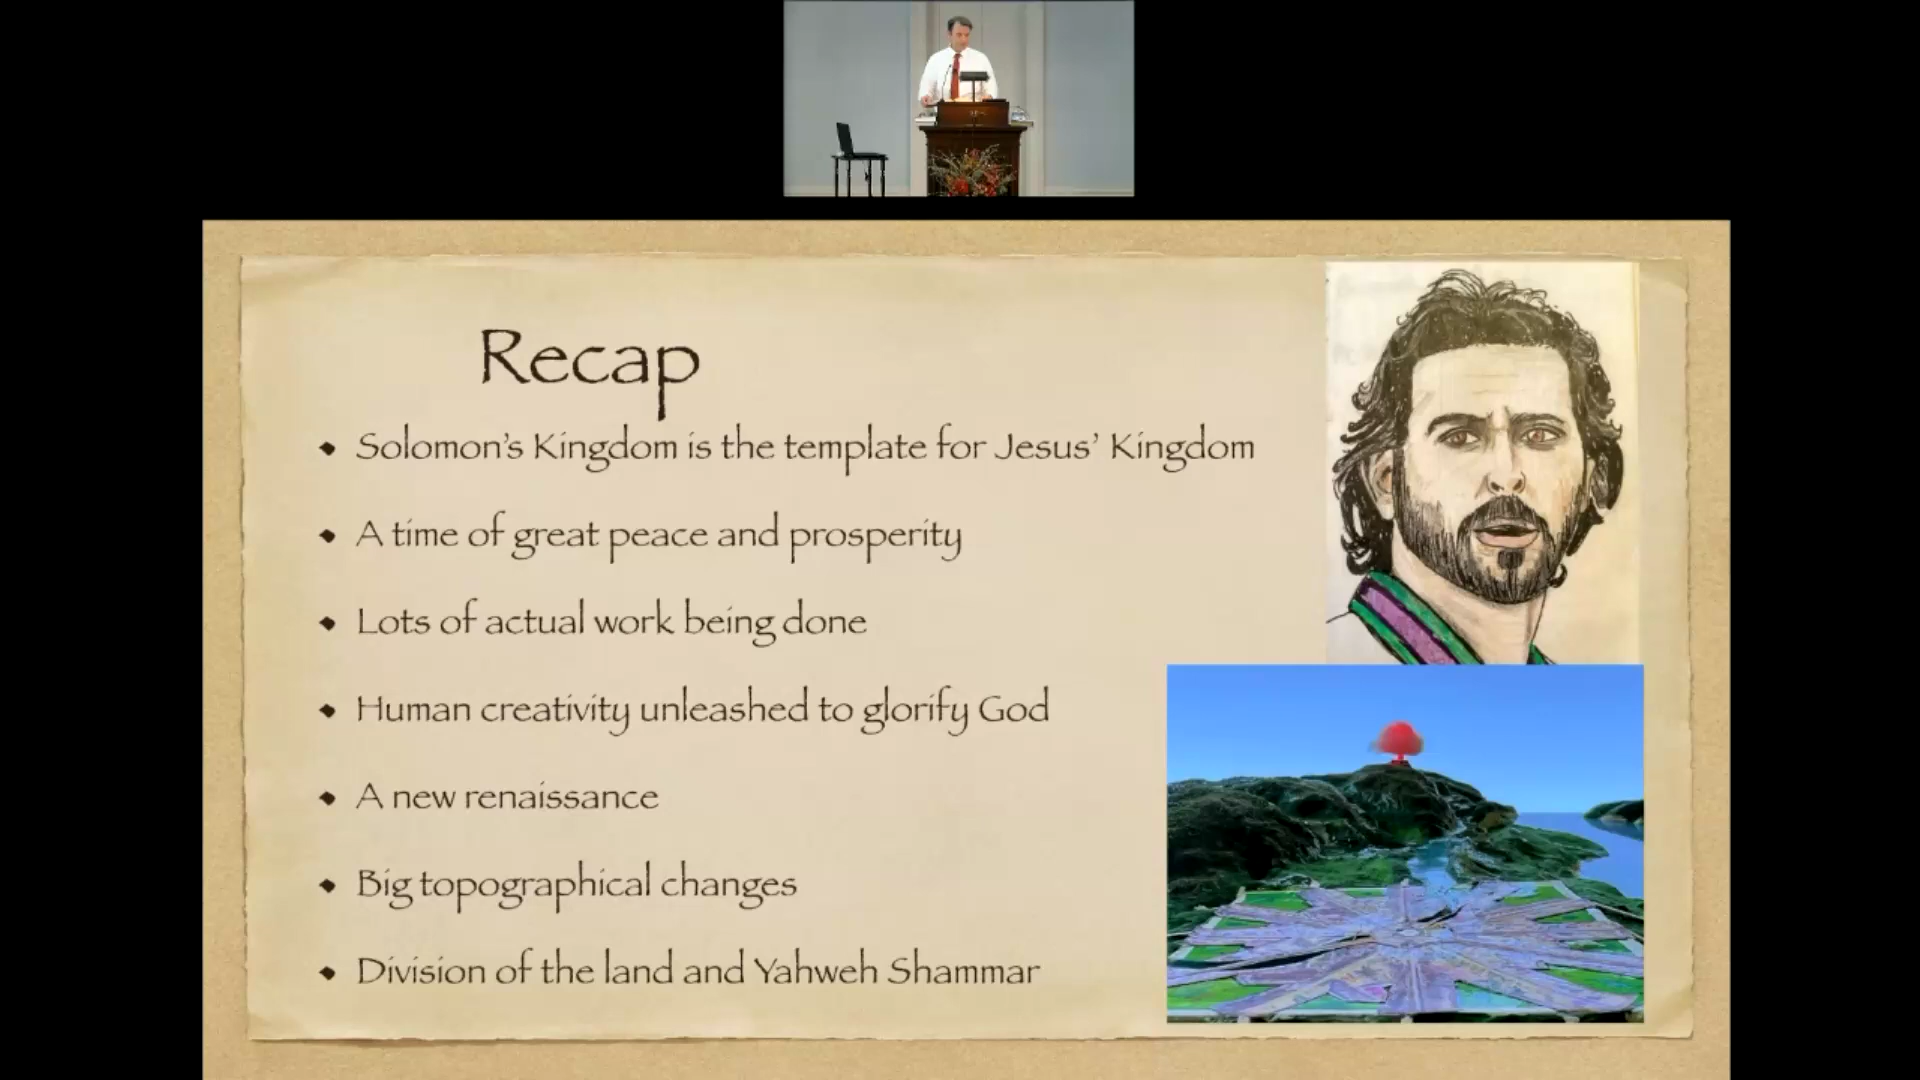 Recap
Solomon's Kingdom is the template for Jesus' Kingdom
A time of great peace and prosperity
Lots of actual work being done
Human creativity unleashed to glorify God
A new renaissance
Big topographical changes
Division of the land and Yahweh Shammar